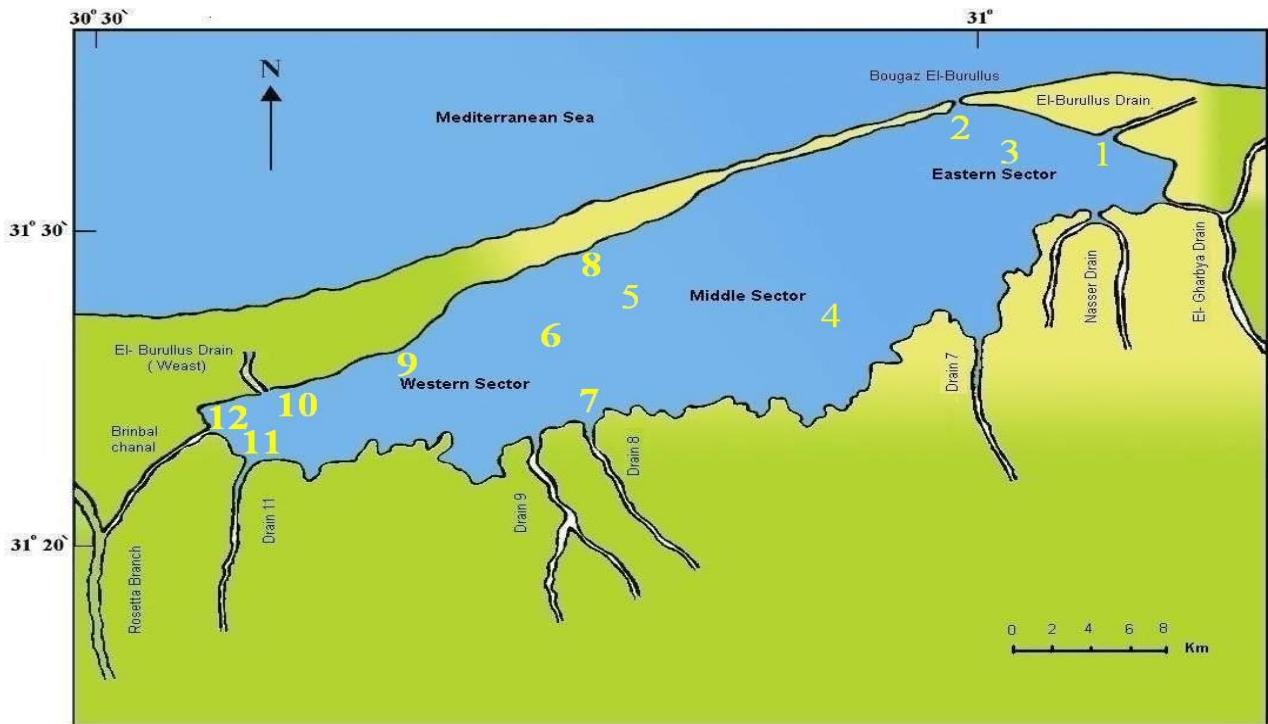 30° 30`
31°
N
Bougaz El-Burullus
El-Burullus Drain
Mediterranean Sea
2
3
1
Eastern Sector
31° 30`
8
5
Middle Sector
4
6
Nasser Drain
El- Gharbya Drain
El- Burullus Drain
( Weast)
9
Western Sector
Drain 7
10
7
12
11
Brinbal
chanal
Drain 8
Drain 9
Drain 11
31° 20`
Rosetta Branch
0 2 4 6 8
Km